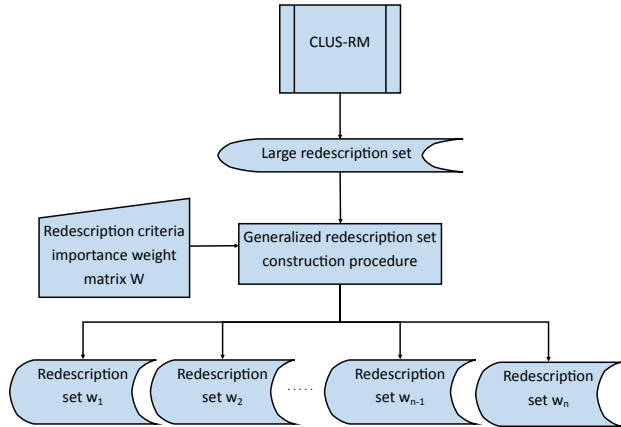 CLUS-RM
Large redescription set
Redescription criteria
importance weight
matrix W
Generalized redescription set
construction procedure
Redescription
set w₁
Redescription
set w₂
. . . . .
Redescription
set wₙ₋₁
Redescription
set wₙ